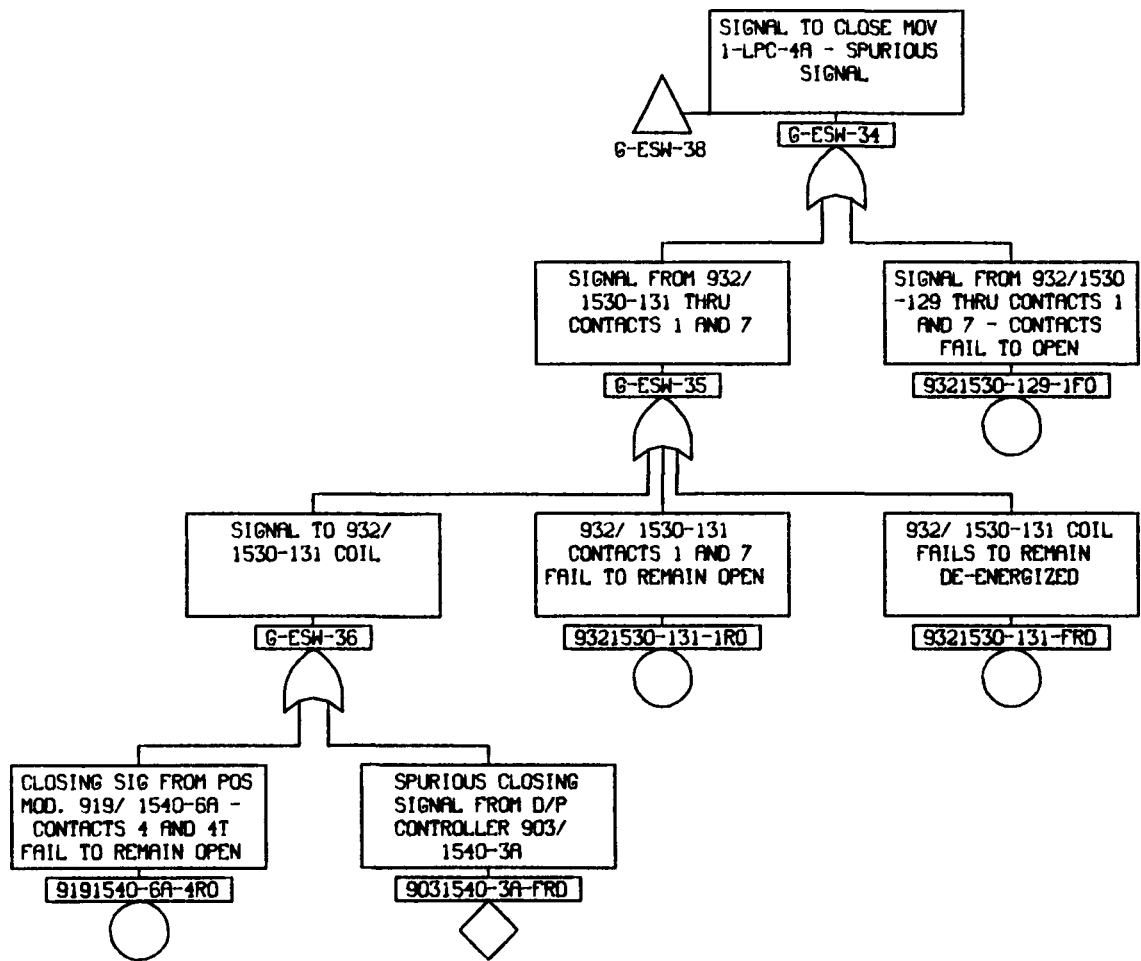 SIGNAL TO CLOSE MOV
1-LPC-4A - SPURIOUS
SIGNAL
G-ESW-38
G-ESW-34
SIGNAL FROM 932/
1530-131 THRU
CONTACTS 1 AND 7
G-ESW-35
SIGNAL FROM 932/1530
-129 THRU CONTACTS 1
AND 7 - CONTACTS
FAIL TO OPEN
9321530-129-1FO
SIGNAL TO 932/
1530-131 COIL
G-ESW-36
932/ 1530-131
CONTACTS 1 AND 7
FAIL TO REMAIN OPEN
9321530-131-1RO
932/ 1530-131 COIL
FAILS TO REMAIN
DE-ENERGIZED
9321530-131-FRD
CLOSING SIG FROM POS
MOD. 919/ 1540-6A -
CONTACTS 4 AND 4T
FAIL TO REMAIN OPEN
9191540-6A-4RO
SPURIOUS CLOSING
SIGNAL FROM D/P
CONTROLLER 903/
1540-3A
9031540-3A-FRD